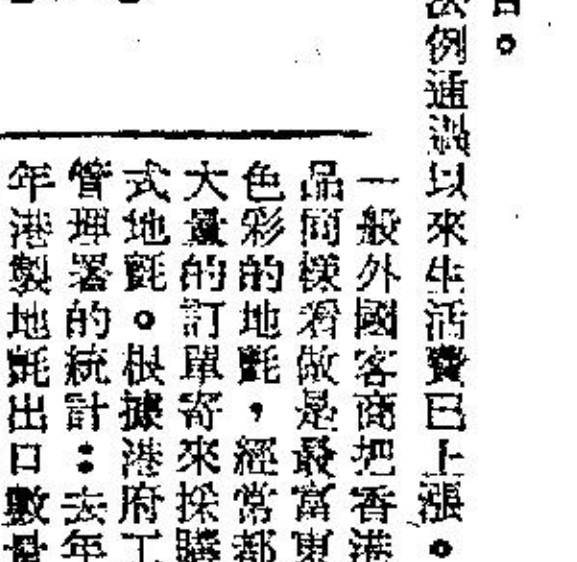 。
例通過以來生活費已上漲。
一般外國客商把香港
品同樣看做是最富東
色彩的地氈，經常都
大量的訂單寄來採購
式地氈。根據港府工
管理署的統計：去年
年港製地氈出口數量